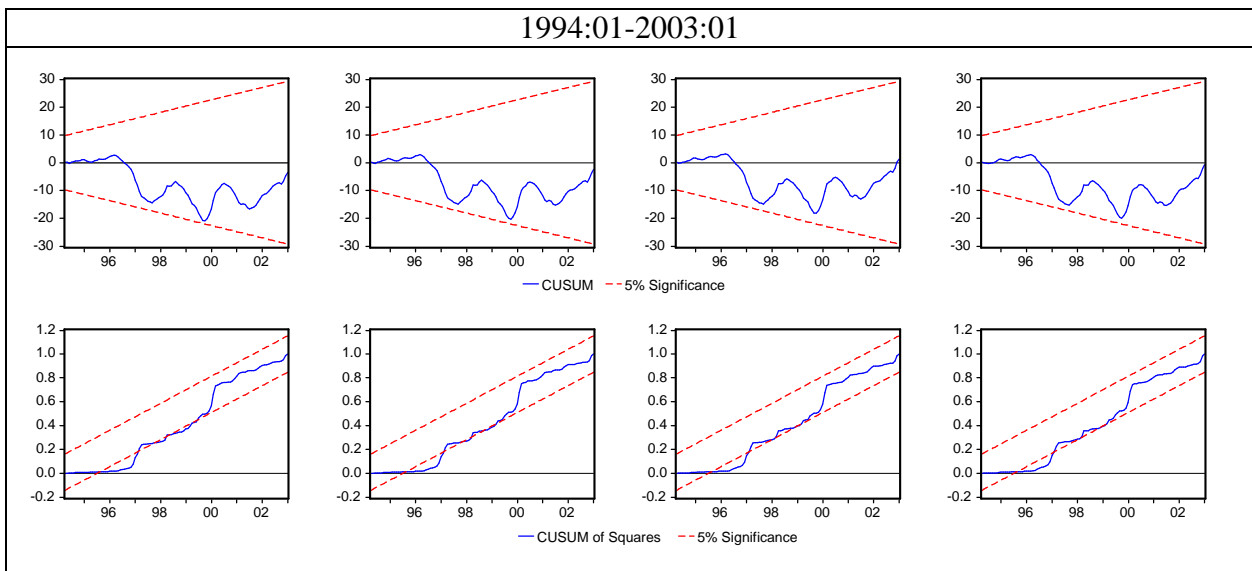 1994:01-2003:01
30 30 30 30
20 20 20 20
10 10 10 10
0 0 0 0
-10 -10 -10 -10
-20 -20 -20 -20
-30 -30 -30 -30
96 98 00 02 96 98 00 02 96 98 00 02 96 98 00 02
CUSUM 5% Significance
1.2 1.2 1.2 1.2
1.0 1.0 1.0 1.0
0.8 0.8 0.8 0.8
0.6 0.6 0.6 0.6
0.4 0.4 0.4 0.4
0.2 0.2 0.2 0.2
0.0 0.0 0.0 0.0
-0.2 -0.2 -0.2 -0.2
96 98 00 02 96 98 00 02 96 98 00 02 96 98 00 02
CUSUM of Squares 5% Significance